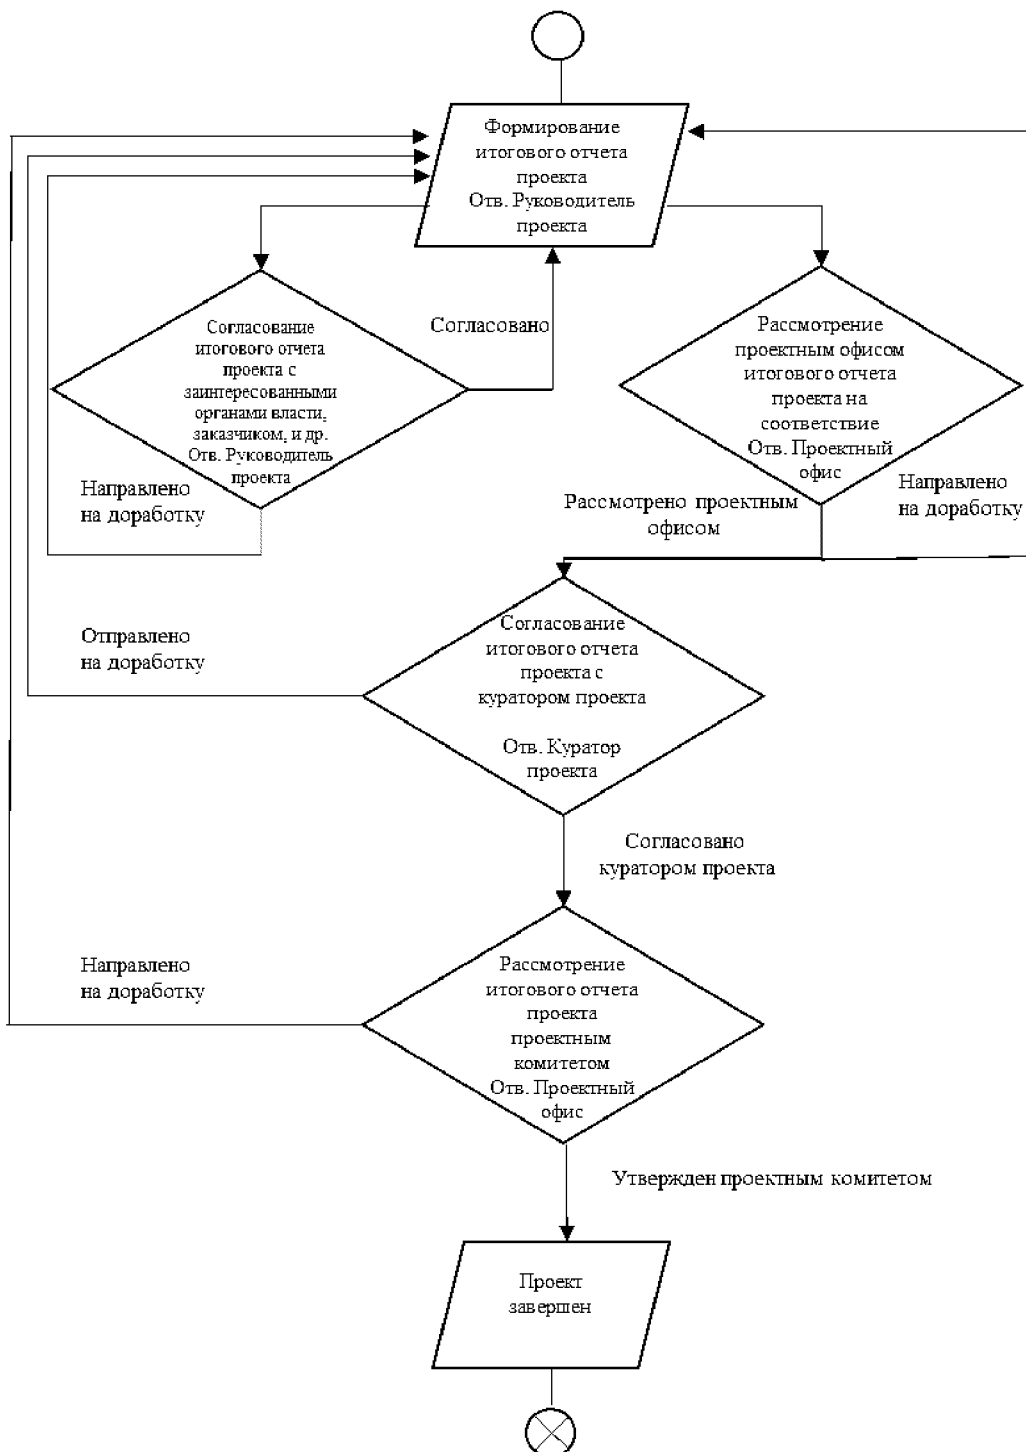 Формирование
итогового отчета
проекта
Отв. Руководитель
проекта
Согласовано
Согласование
итогового отчета
проекта с
заинтересованными
органами власти,
заказчиком, и др.
Отв. Руководитель
проекта
Рассмотрение
проектным офисом
итогового отчета
проекта на
соответствие
Отв. Проектный
офис
Направлено
на доработку
Рассмотрено проектным
офисом
Направлено
на доработку
Отправлено
на доработку
Согласование
итогового отчета
проекта с
куратором проекта
Отв. Куратор
проекта
Согласовано
куратором проекта
Направлено
на доработку
Рассмотрение
итогового отчета
проекта
проектным
комитетом
Отв. Проектный
офис
Утвержден проектным комитетом
Проект
завершен